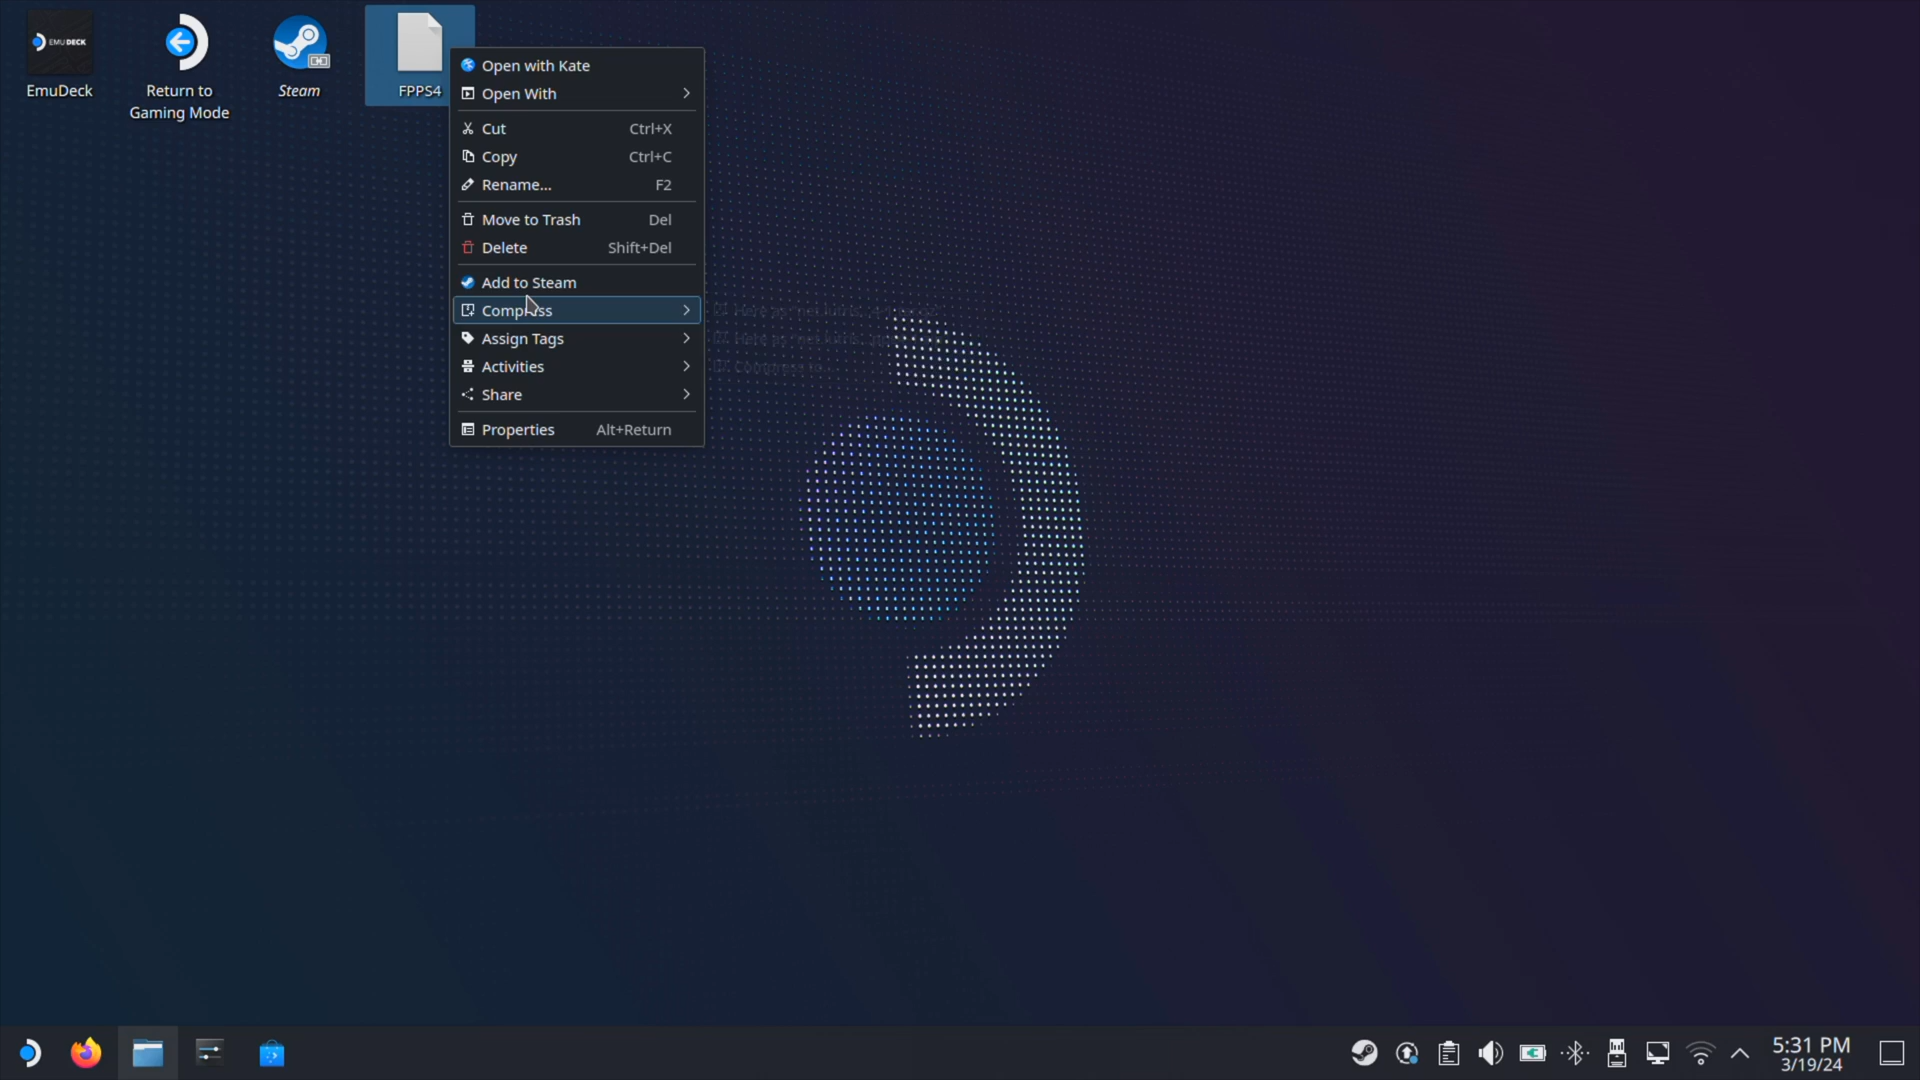 EMUDECK
EmuDeck
Return to
Gaming Mode
Steam
FPPS4
Open with Kate
Open With
Cut Ctrl+X
Copy Ctrl+C
Rename... F2
Move to Trash Del
Delete Shift+Del
Add to Steam
Compress
Assign Tags
Activities
Share
Properties Alt+Return
5:31 PM
3/19/24